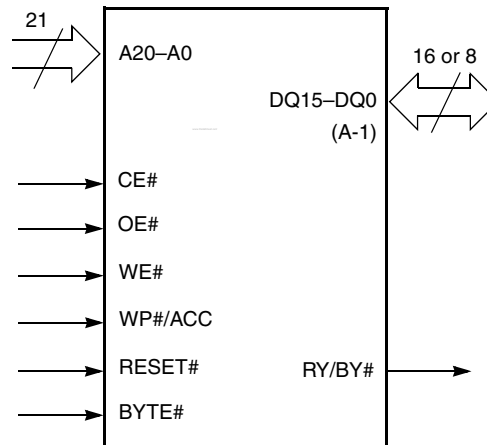 21
A20–A0
16 or 8
DQ15–DQ0
(A-1)
CE#
OE#
WE#
WP#/ACC
RESET#
RY/BY#
BYTE#